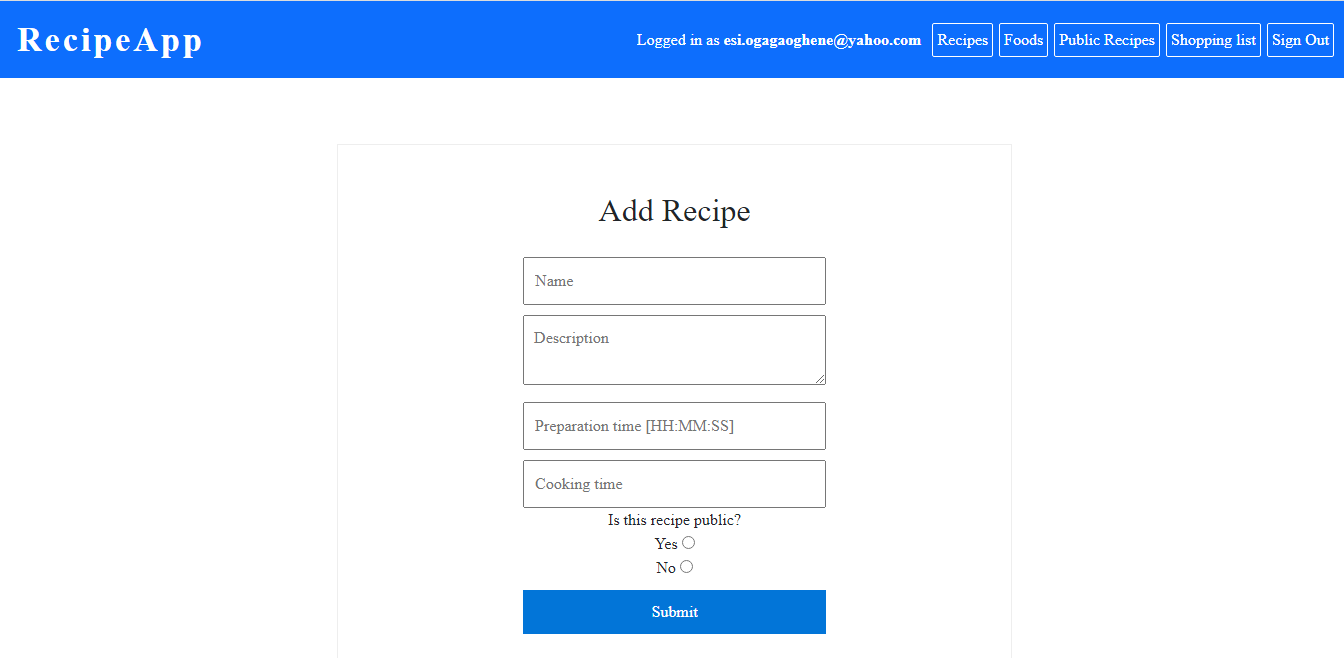 RecipeApp
Logged in as esi.ogagaoghene@yahoo.com Recipes Foods Public Recipes Shopping list Sign Out
Add Recipe
Name
Description
Preparation time [HH:MM:SS]
Cooking time
Is this recipe public?
Yes
No
Submit